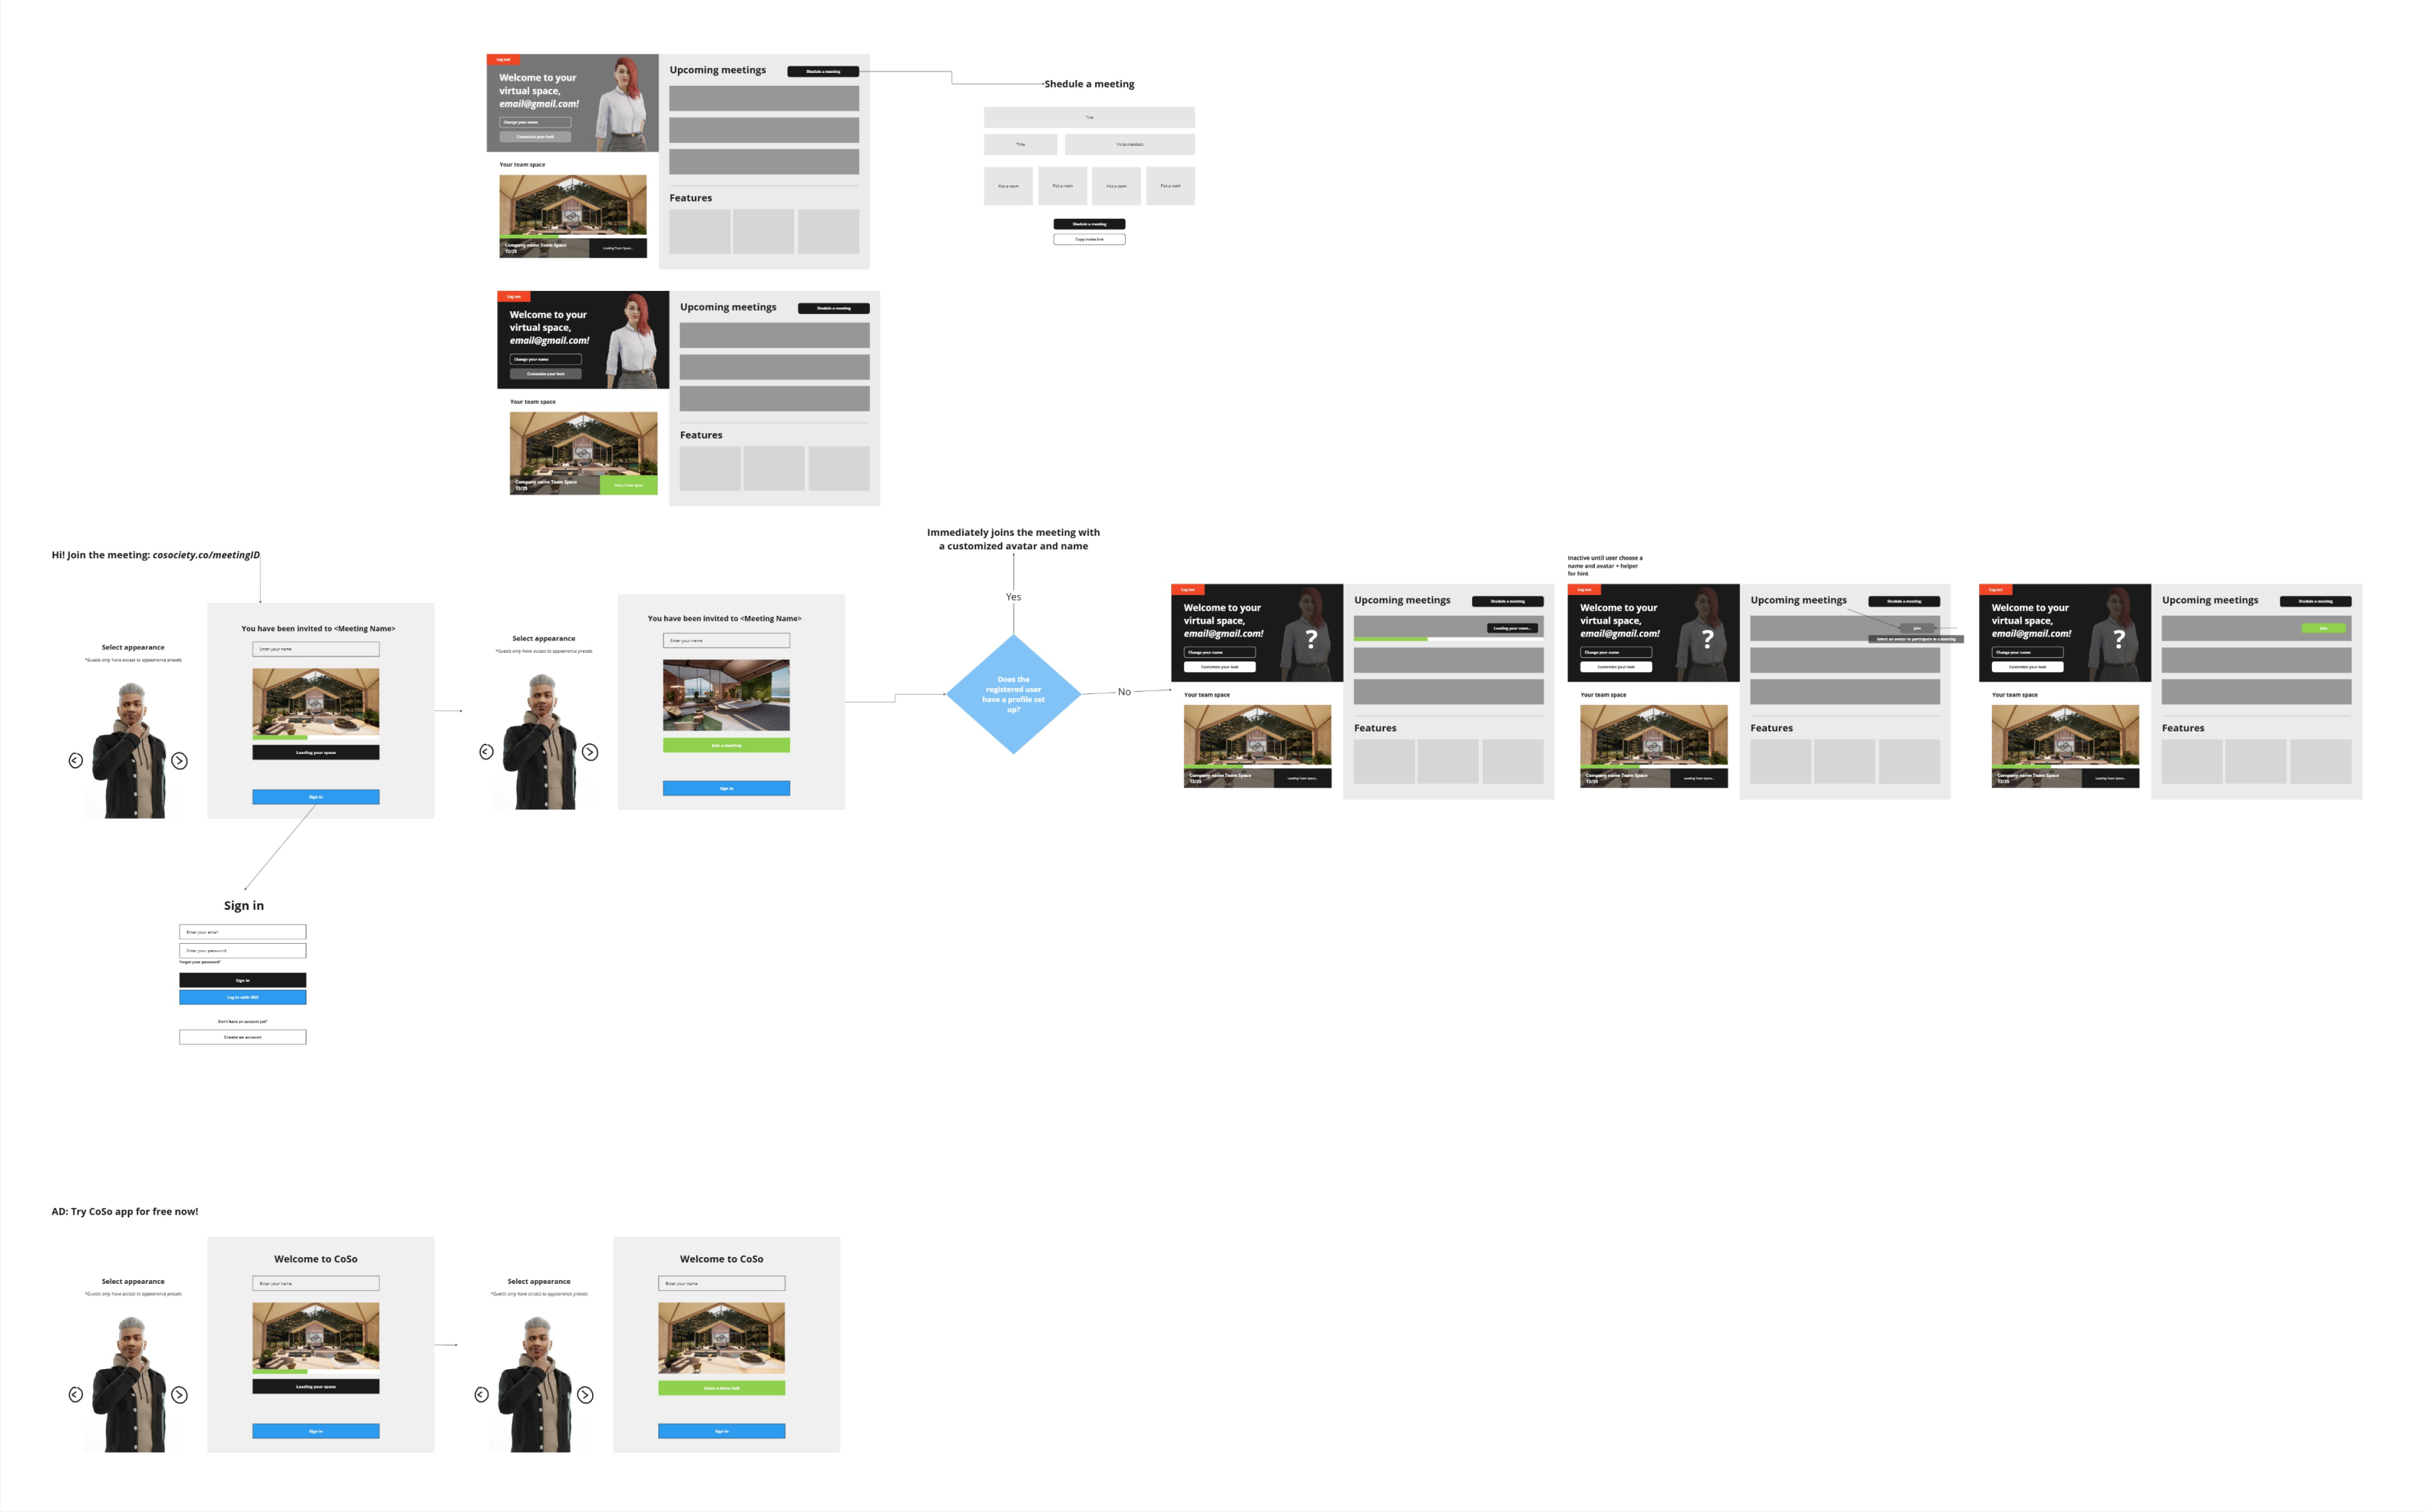 Log out
Welcome to your
virtual space,
email@gmail.com!
Change your name
Customize your look
Your team space
Company name Team Space
12/25
Loading Team Space...
Upcoming meetings
Shedule a meeting
Features
Shedule a meeting
Title
Time
Invite members
Pick a room
Pick a room
Pick a room
Pick a room
Shedule a meeting
Copy invite link
Log out
Welcome to your
virtual space,
email@gmail.com!
Change your name
Customize your look
Your team space
Company name Team Space
12/25
Upcoming meetings
Shedule a meeting
Features
Hi! Join the meeting: cosociety.co/meetingID
Select appearance
*Guests only have access to appearance presets
You have been invited to <Meeting Name>
Enter your name
Loading your space
Sign in
Select appearance
*Guests only have access to appearance presets
You have been invited to <Meeting Name>
Enter your name
Join a meeting
Sign in
Immediately joins the meeting with
a customized avatar and name
Yes
Does the
registered user
have a profile set
up?
No
Log out
Welcome to your
virtual space,
email@gmail.com!
?
Change your name
Customize your look
Your team space
Company name Team Space
12/25
Loading Team Space...
Upcoming meetings
Shedule a meeting
Loading your room...
Features
Inactive until user choose a
name and avatar + helper
for hint
Log out
Welcome to your
virtual space,
email@gmail.com!
?
Change your name
Customize your look
Your team space
Company name Team Space
12/25
Loading Team Space...
Upcoming meetings
Shedule a meeting
Join
Select an avatar to participate in a meeting
Features
Log out
Welcome to your
virtual space,
email@gmail.com!
?
Change your name
Customize your look
Your team space
Company name Team Space
12/25
Loading Team Space...
Upcoming meetings
Shedule a meeting
Join
Features
Sign in
Enter your email
Enter your password
Forgot your password?
Sign in
Log in with SSO
Don't have an account yet?
Create an account
AD: Try CoSo app for free now!
Select appearance
*Guests only have access to appearance presets
Welcome to CoSo
Enter your name
Loading your space
Sign in
Select appearance
*Guests only have access to appearance presets
Welcome to CoSo
Enter your name
Sign in